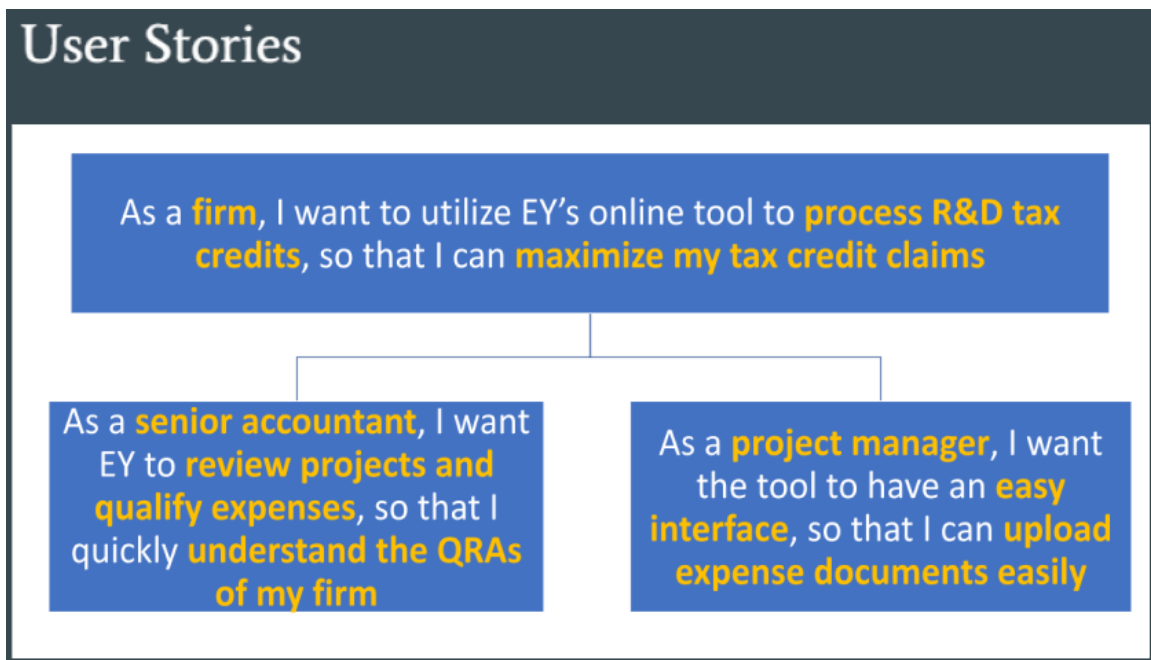 User Stories
As a firm, I want to utilize EY’s online tool to process R&D tax
credits, so that I can maximize my tax credit claims
As a senior accountant, I want
EY to review projects and
qualify expenses, so that I
quickly understand the QRAs
of my firm
As a project manager, I want
the tool to have an easy
interface, so that I can upload
expense documents easily